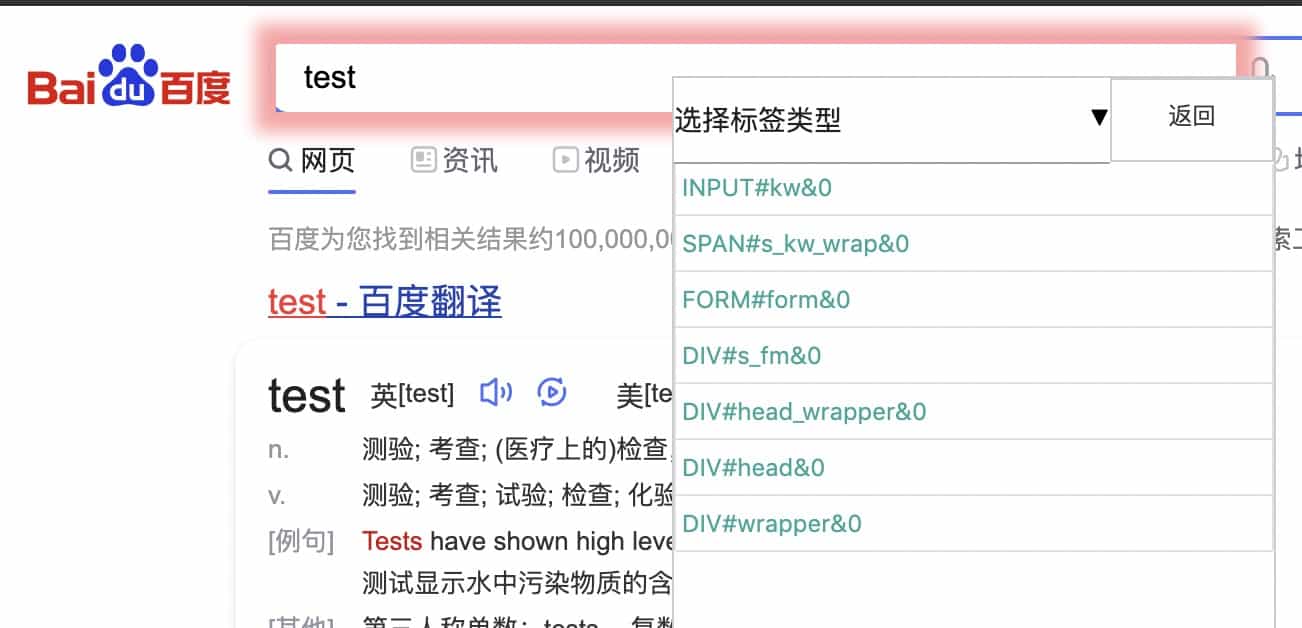 Bai du 百度
test
选择标签类型 ▼ 返回
网页 资讯 视频
INPUT#kw&0
百度为您找到相关结果约100,000,0
SPAN#s_kw_wrap&0
test - 百度翻译
FORM#form&0
DIV#s_fm&0
test 英[test] 美[te
DIV#head_wrapper&0
n. 测验; 考查; (医疗上的)检查
DIV#head&0
v. 测验; 考查; 试验; 检查; 化验
DIV#wrapper&0
[例句] Tests have shown high leve
测试显示水中污染物质的含
[其他] 第三人称单数: tests 复数